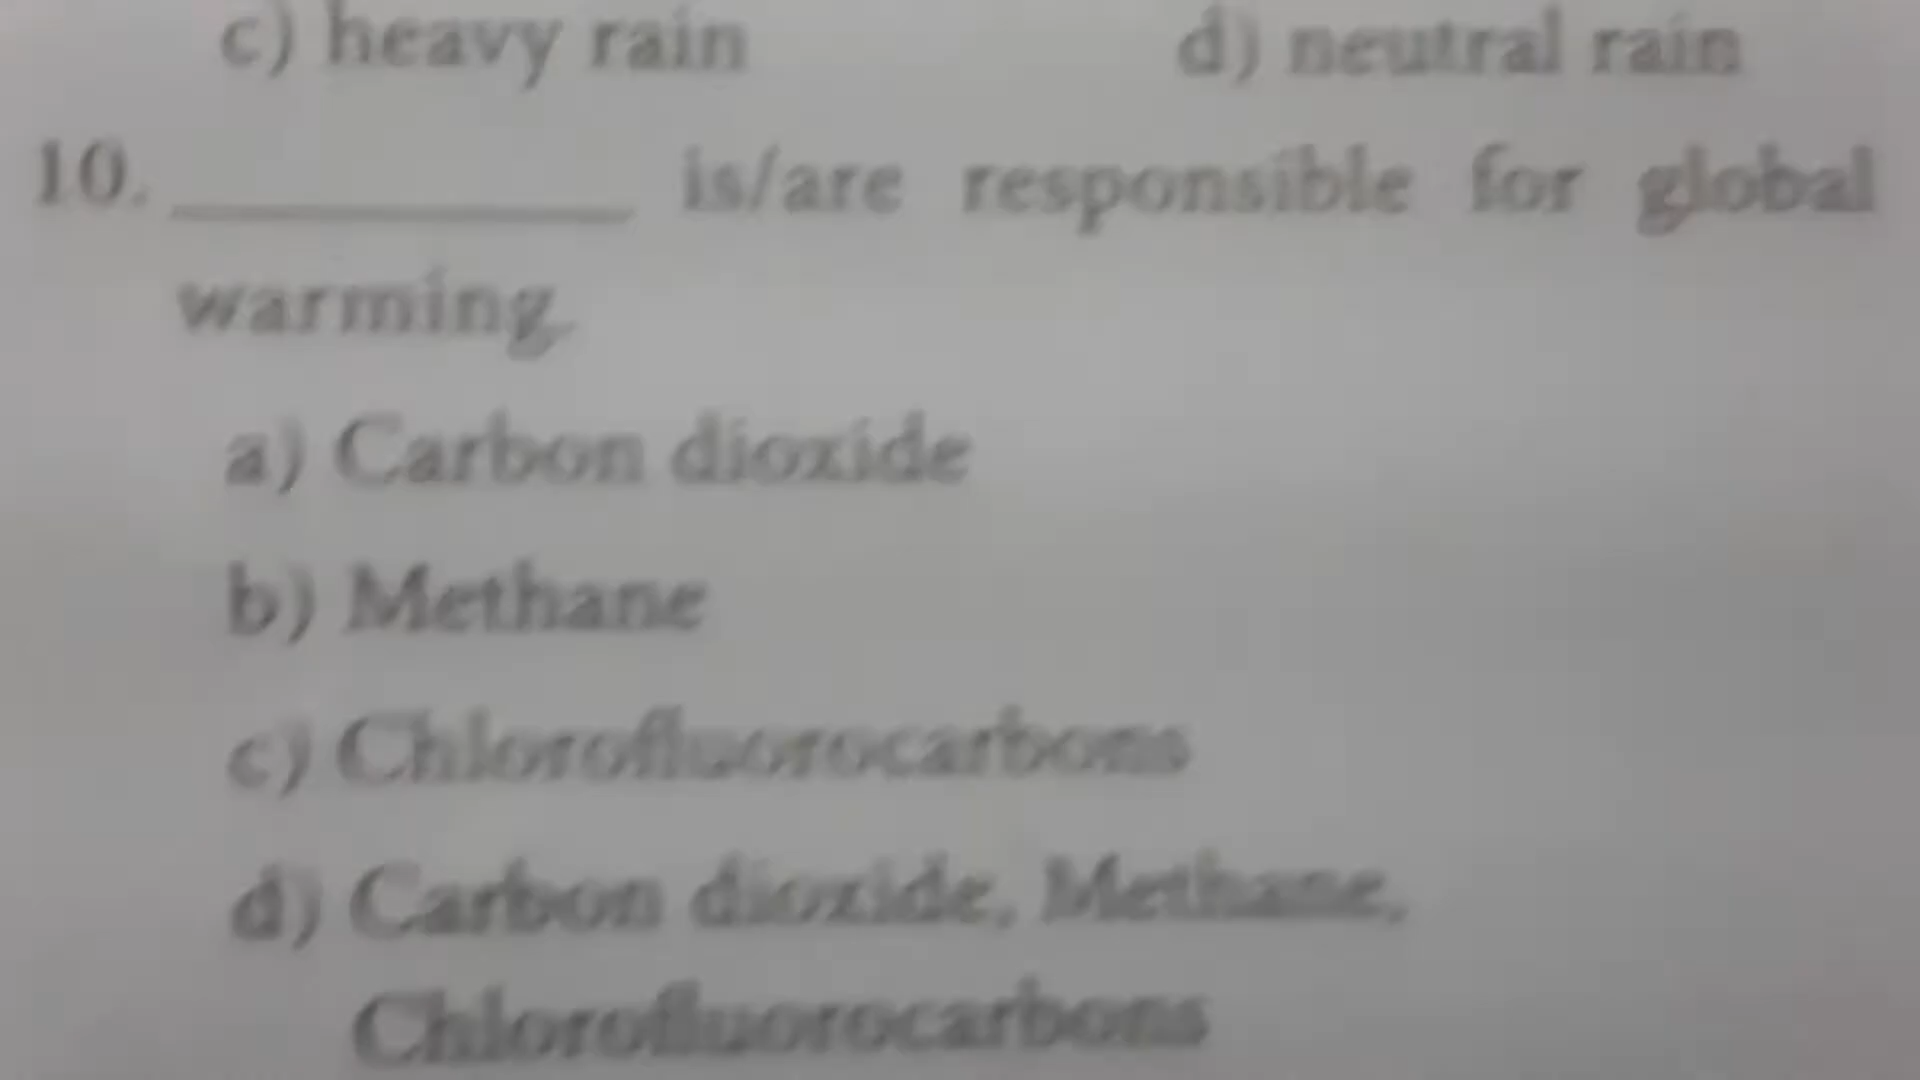 c) heavy rain d) neutral rain
10. __________ is/are responsible for global
warming.
a) Carbon dioxide
b) Methane
c) Chlorofluorocarbons
d) Carbon dioxide, Methane,
Chlorofluorocarbons